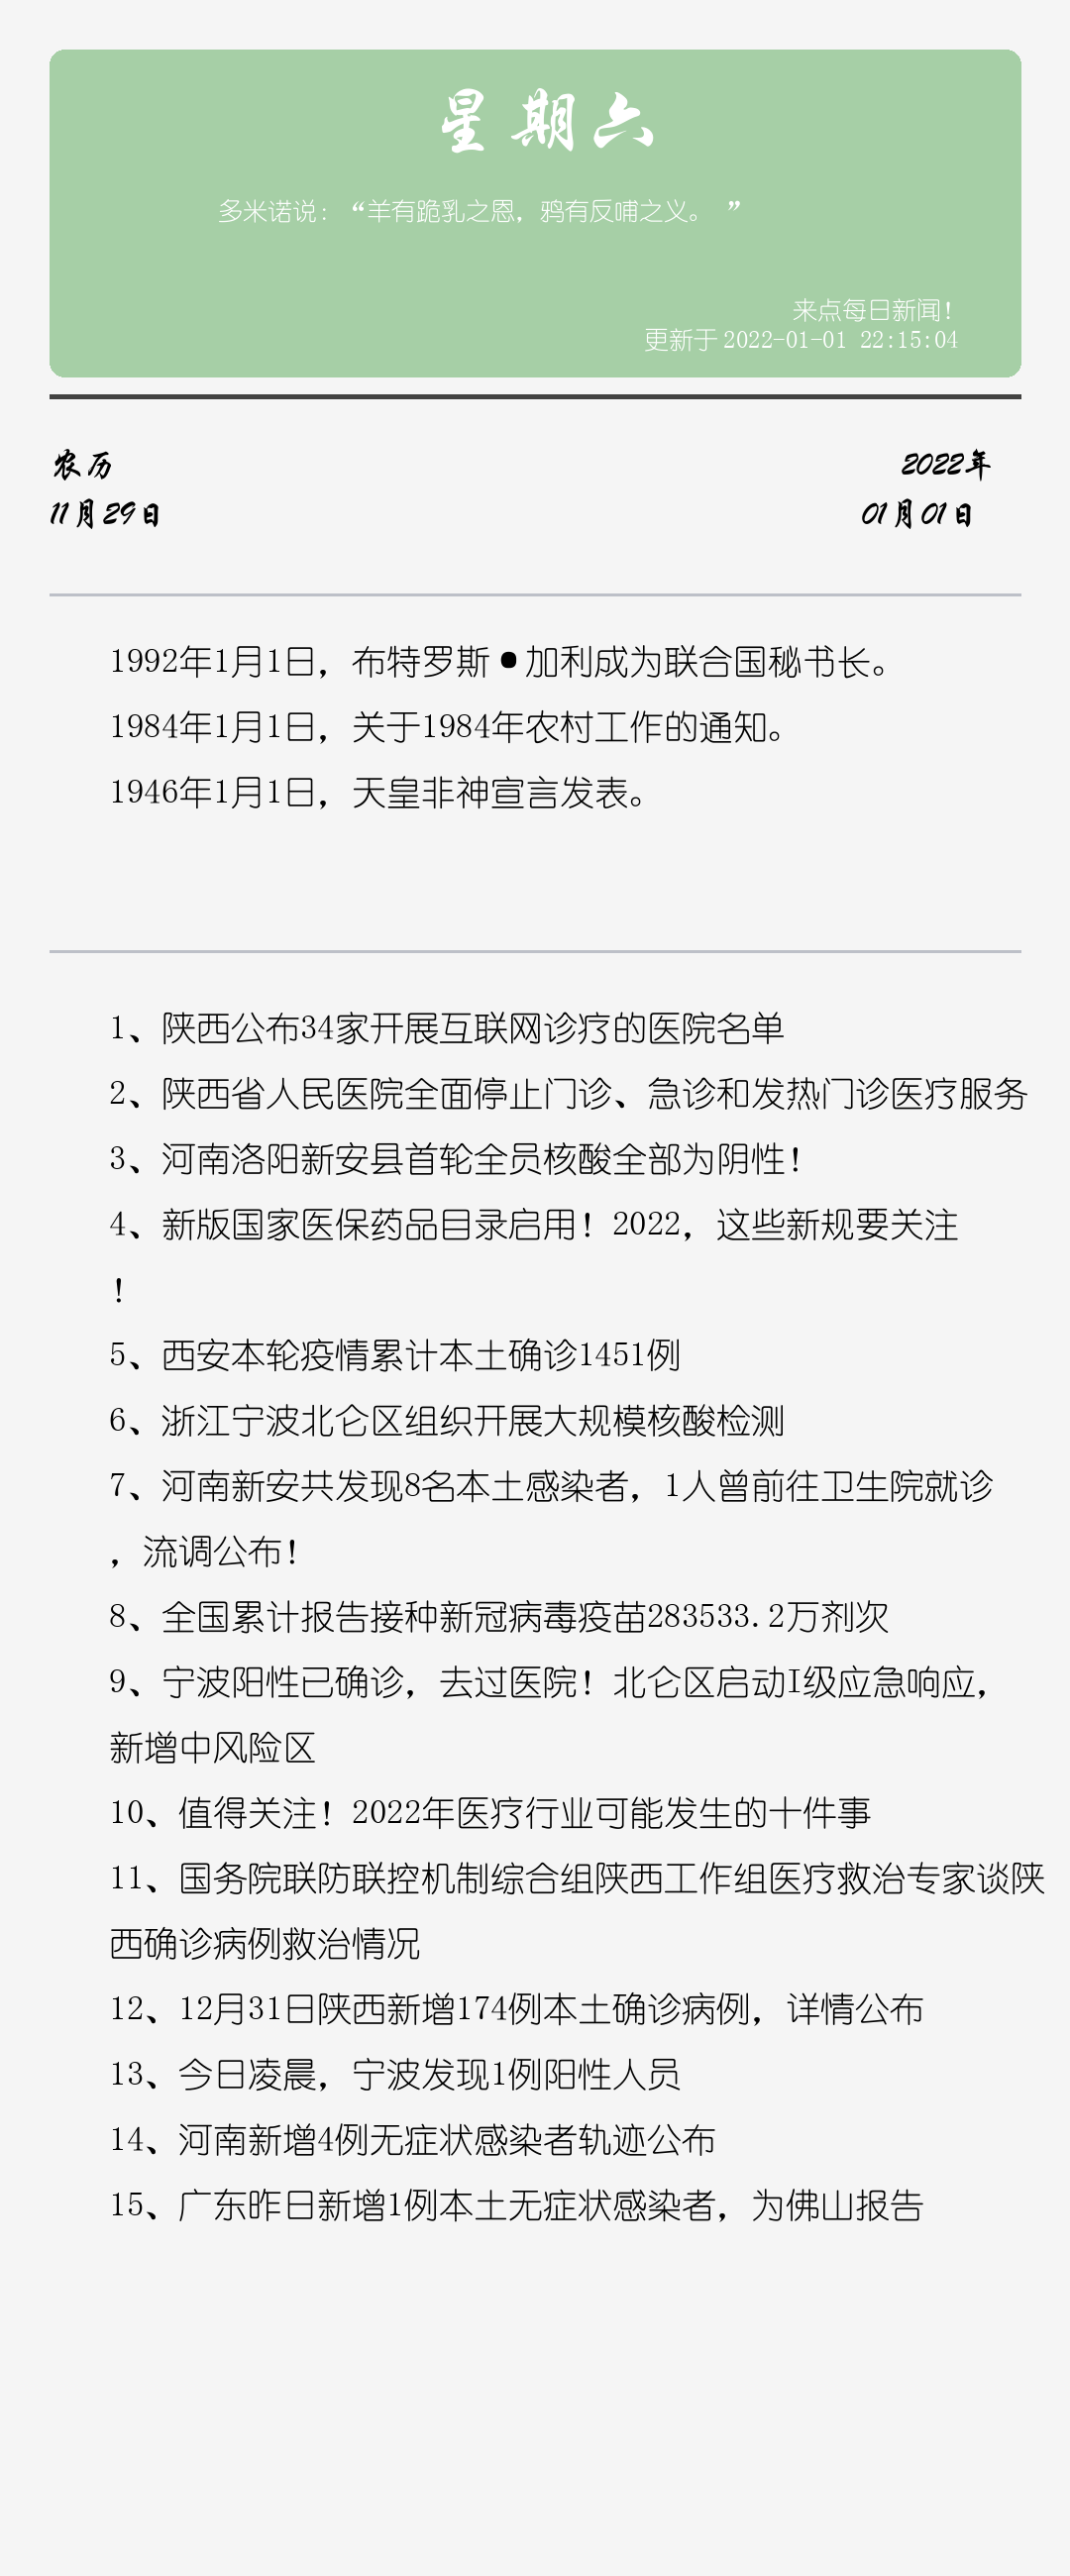 星期六
多米诺说：“羊有跪乳之恩，鸦有反哺之义。 ”
来点每日新闻！
更新于 2022-01-01 22:15:04
农历
2022年
11月29日
01月01日
1992年1月1日，布特罗斯●加利成为联合国秘书长。
1984年1月1日，关于1984年农村工作的通知。
1946年1月1日，天皇非神宣言发表。
1、陕西公布34家开展互联网诊疗的医院名单
2、陕西省人民医院全面停止门诊、急诊和发热门诊医疗服务
3、河南洛阳新安县首轮全员核酸全部为阴性！
4、新版国家医保药品目录启用！2022，这些新规要关注
！
5、西安本轮疫情累计本土确诊1451例
6、浙江宁波北仑区组织开展大规模核酸检测
7、河南新安共发现8名本土感染者，1人曾前往卫生院就诊
，流调公布！
8、全国累计报告接种新冠病毒疫苗283533.2万剂次
9、宁波阳性已确诊，去过医院！北仑区启动I级应急响应，
新增中风险区
10、值得关注！2022年医疗行业可能发生的十件事
11、国务院联防联控机制综合组陕西工作组医疗救治专家谈陕
西确诊病例救治情况
12、12月31日陕西新增174例本土确诊病例，详情公布
13、今日凌晨，宁波发现1例阳性人员
14、河南新增4例无症状感染者轨迹公布
15、广东昨日新增1例本土无症状感染者，为佛山报告